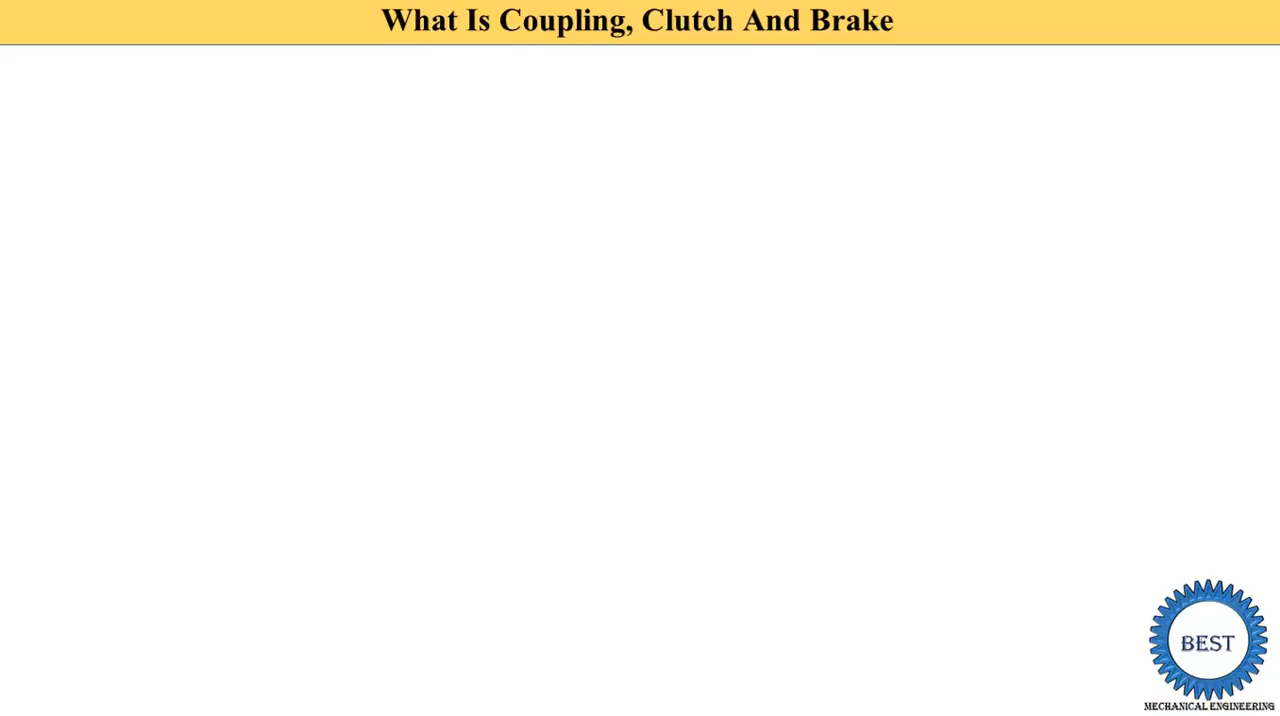 What Is Coupling, Clutch And Brake
BEST
MECHANICAL ENGINEERING